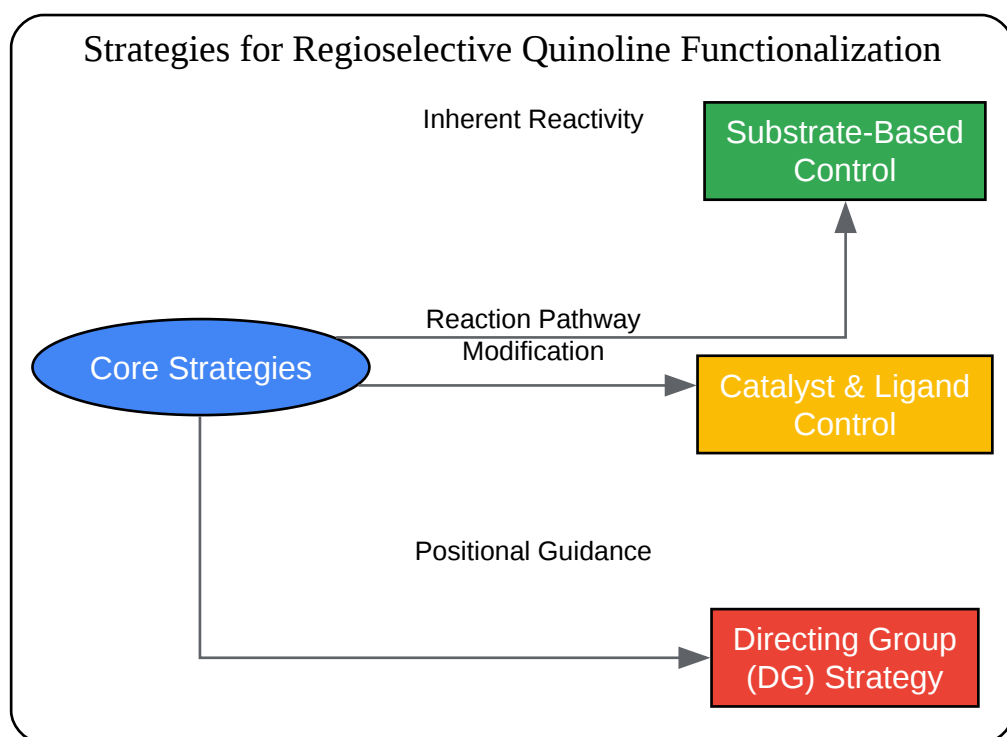 Strategies for Regioselective Quinoline Functionalization
Inherent Reactivity
Substrate-Based
Control
Reaction Pathway
Modification
Core Strategies
Catalyst & Ligand
Control
Positional Guidance
Directing Group
(DG) Strategy